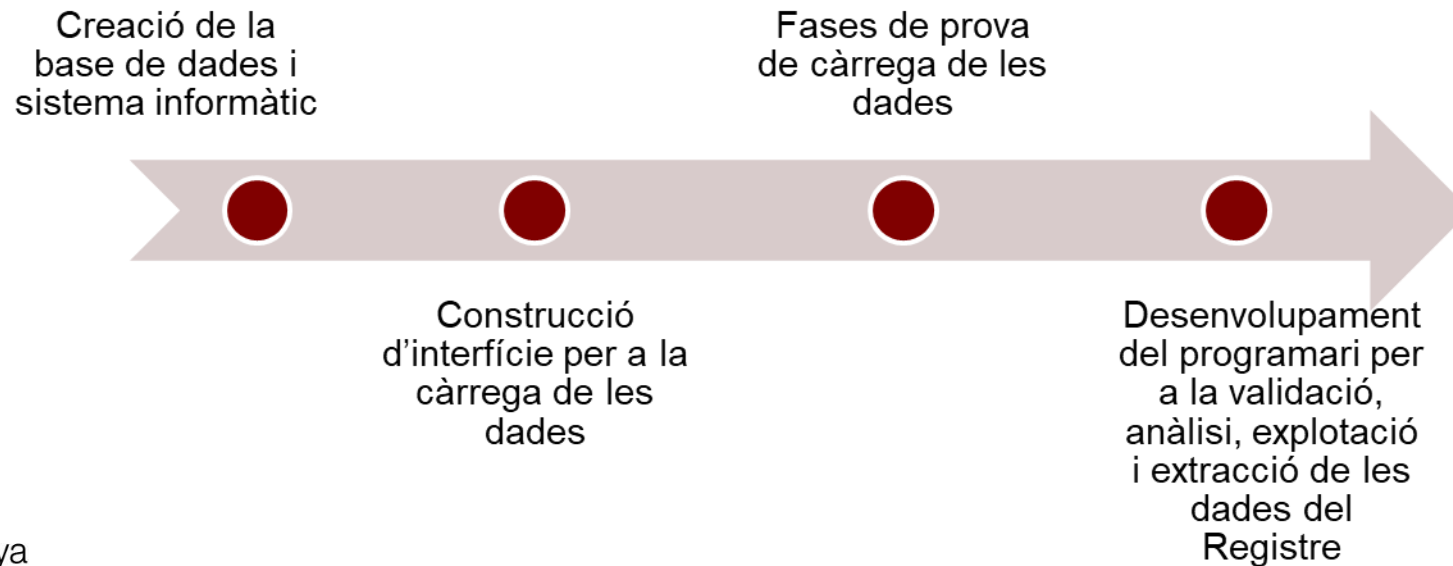 Creació de la
base de dades i
sistema informàtic
Construcció
d'interfície per a la
càrrega de les
dades
Fases de prova
de càrrega de les
dades
Desenvolupament
del programari per
a la validació,
anàlisi, explotació
i extracció de les
dades del
Registre
ya